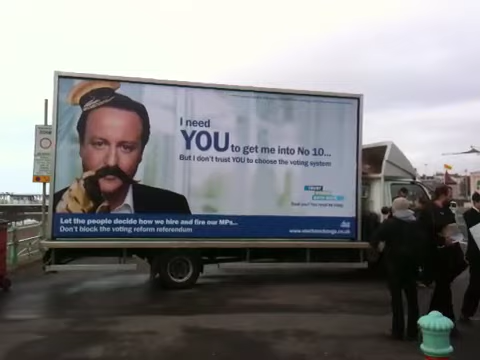 I need
YOU to get me into No 10...
But I don't trust YOU to choose the voting system
Let the people decide how we hire and fire our MPs...
Don't block the voting reform referendum